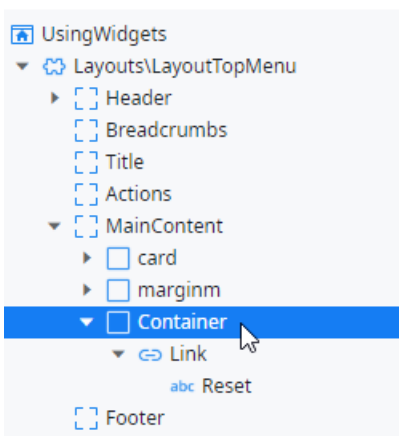 UsingWidgets
Layouts\LayoutTopMenu
Header
Breadcrumbs
Title
Actions
MainContent
card
marginm
Container
Link
abc Reset
Footer